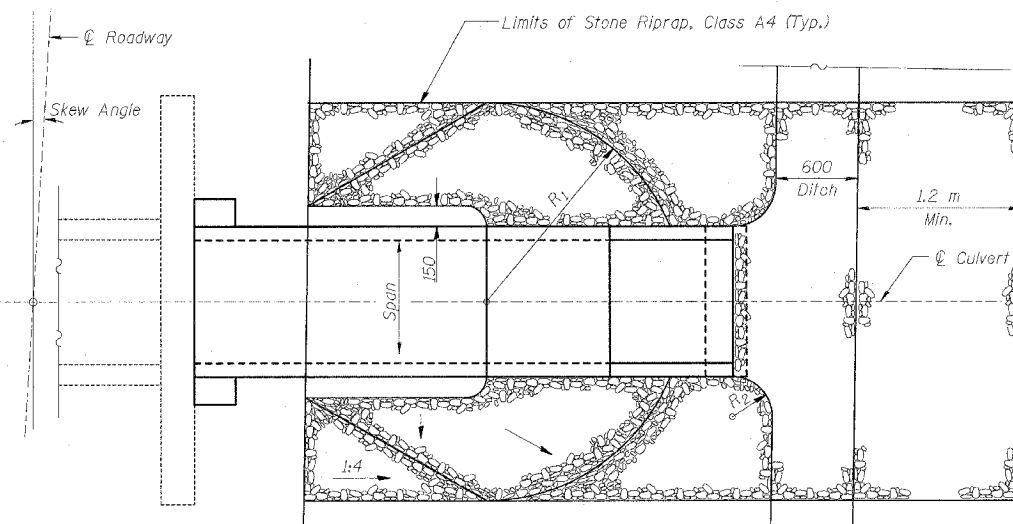 Limits of Stone Riprap, Class A4 (Typ.)
℄ Roadway
Skew Angle
600
Ditch
1.2 m
Min.
R1
150
Span
℄ Culvert
R2
1:4